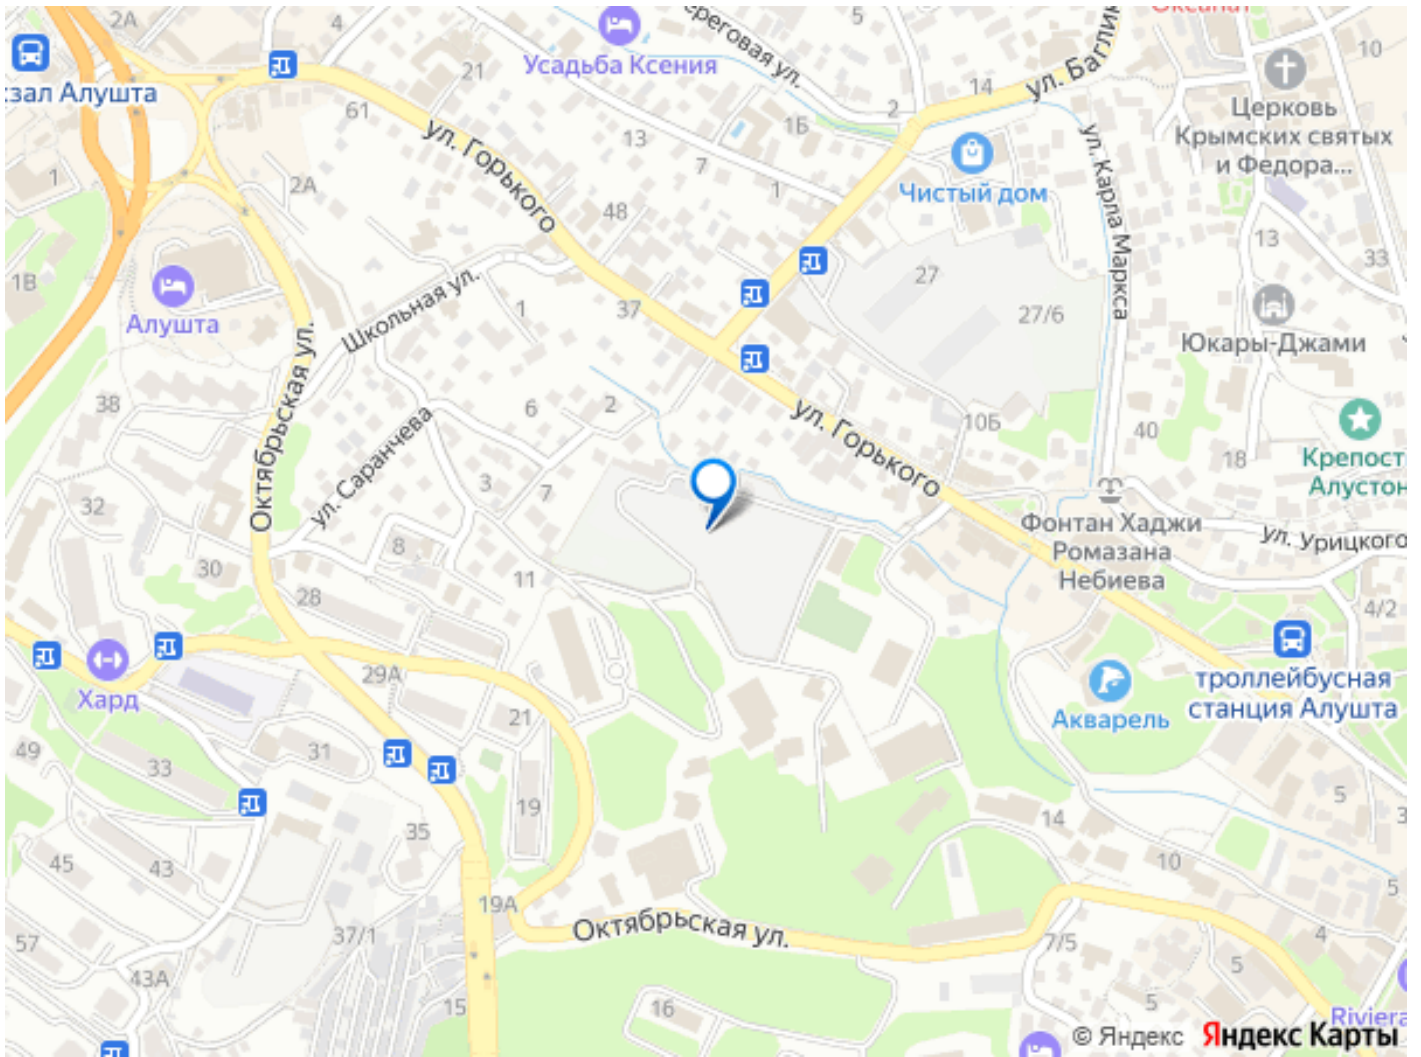 2А
4
5
Оксана
10
Береговая ул.
ул. Багли
Усадьба Ксения
21
кзал Алушта
14
2
61
ул. Горького
13
1Б
7
1
Церковь
Крымских святых
и Федора...
Чистый дом
ул. Карла Маркса
1
2А
48
13
33
1В
27
27/6
Алушта
Школьная ул.
1
37
Юкары-Джами
Октябрьская ул.
38
6
2
ул. Саранчева
ул. Горького
10Б
40
18
Крепост
Алустон
3
7
32
Фонтан Хаджи
Ромазана
Небиева
ул. Урицкого
8
30
11
28
4/2
троллейбусная
станция Алушта
Хард
29А
21
Акварель
49
33
31
19
35
5
14
45
43
10
5
19А
Октябрьская ул.
57
37/1
43А
7/5
4
5
15
16
5
Riviera
© Яндекс Яндекс Карты